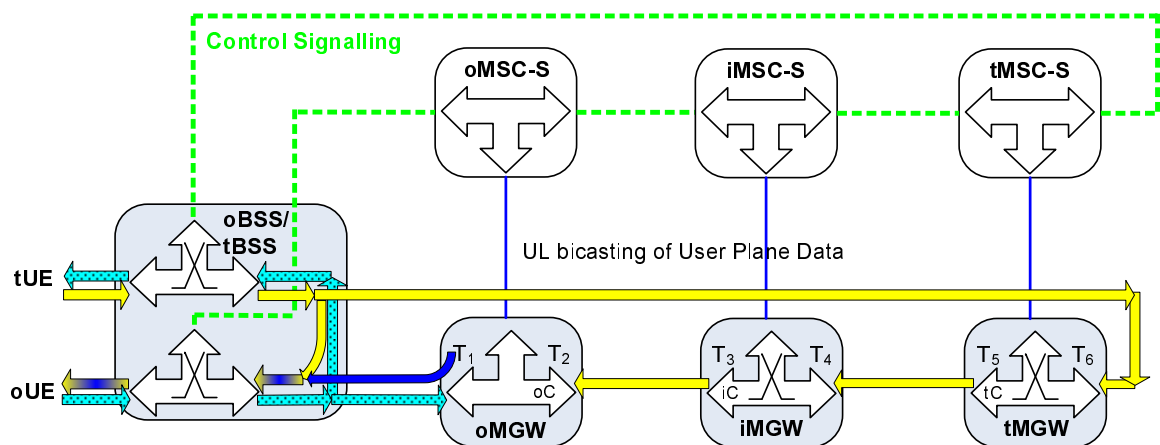 Control Signalling
oMSC-S
iMSC-S
tMSC-S
oBSS/
tBSS
UL bicasting of User Plane Data
tUE
T1
T2
T3
T4
T5
T6
oUE
oC
iC
tC
oMGW
iMGW
tMGW